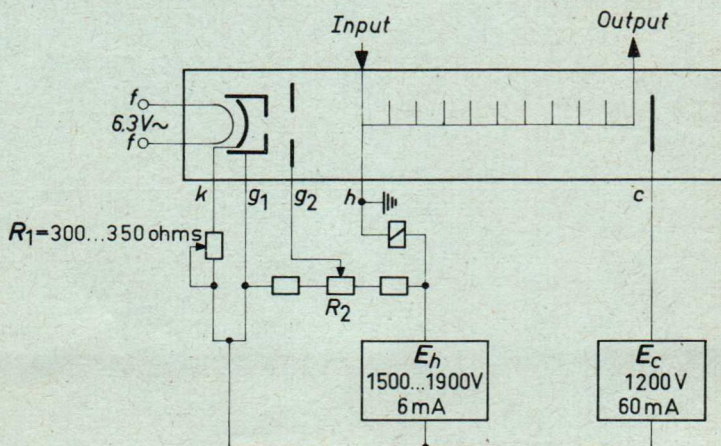 Input
Output
f
6.3V~
f
k
g1
g2
h
c
R1=300...350 ohms
R2
Eh
1500...1900V
6mA
Ec
1200V
60mA